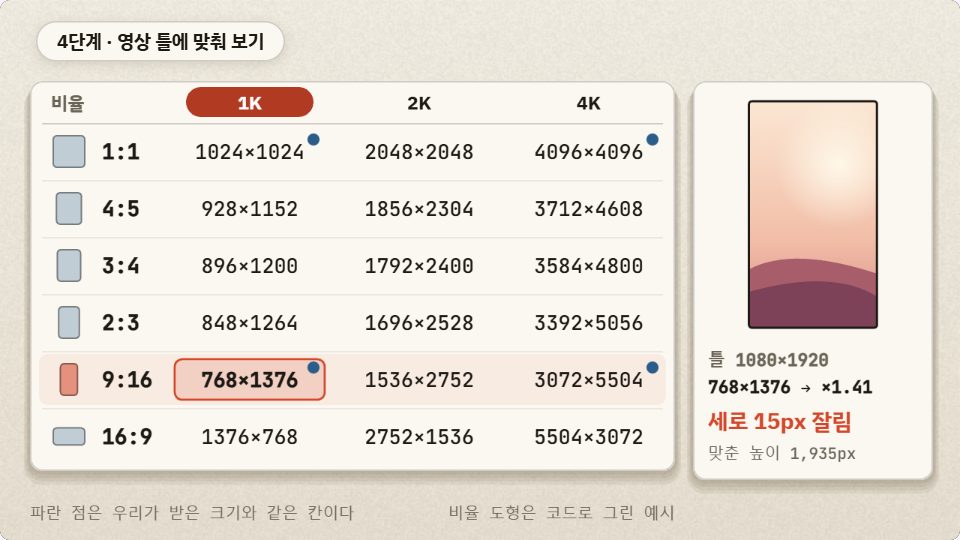 4단계 · 영상 틀에 맞춰 보기
비율 1K 2K 4K
1:1 1024×1024 2048×2048 4096×4096
4:5 928×1152 1856×2304 3712×4608
3:4 896×1200 1792×2400 3584×4800
2:3 848×1264 1696×2528 3392×5056
9:16 768×1376 1536×2752 3072×5504
16:9 1376×768 2752×1536 5504×3072
틀 1080×1920
768×1376 → ×1.41
세로 15px 잘림
맞춘 높이 1,935px
파란 점은 우리가 받은 크기와 같은 칸이다
비율 도형은 코드로 그린 예시